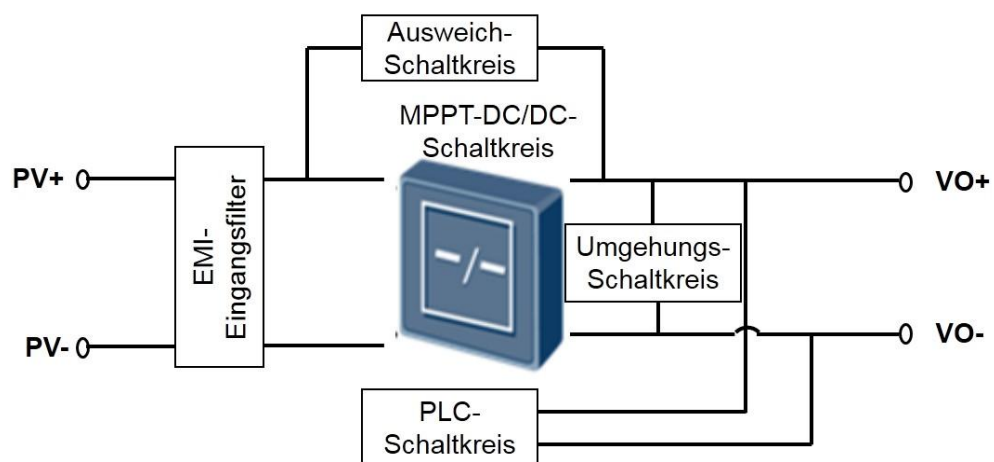 Ausweich-
Schaltkreis
MPPT-DC/DC-
Schaltkreis
PV+
VO+
EMI-
Eingangsfilter
Umgehungs-
Schaltkreis
PV-
VO-
PLC-
Schaltkreis